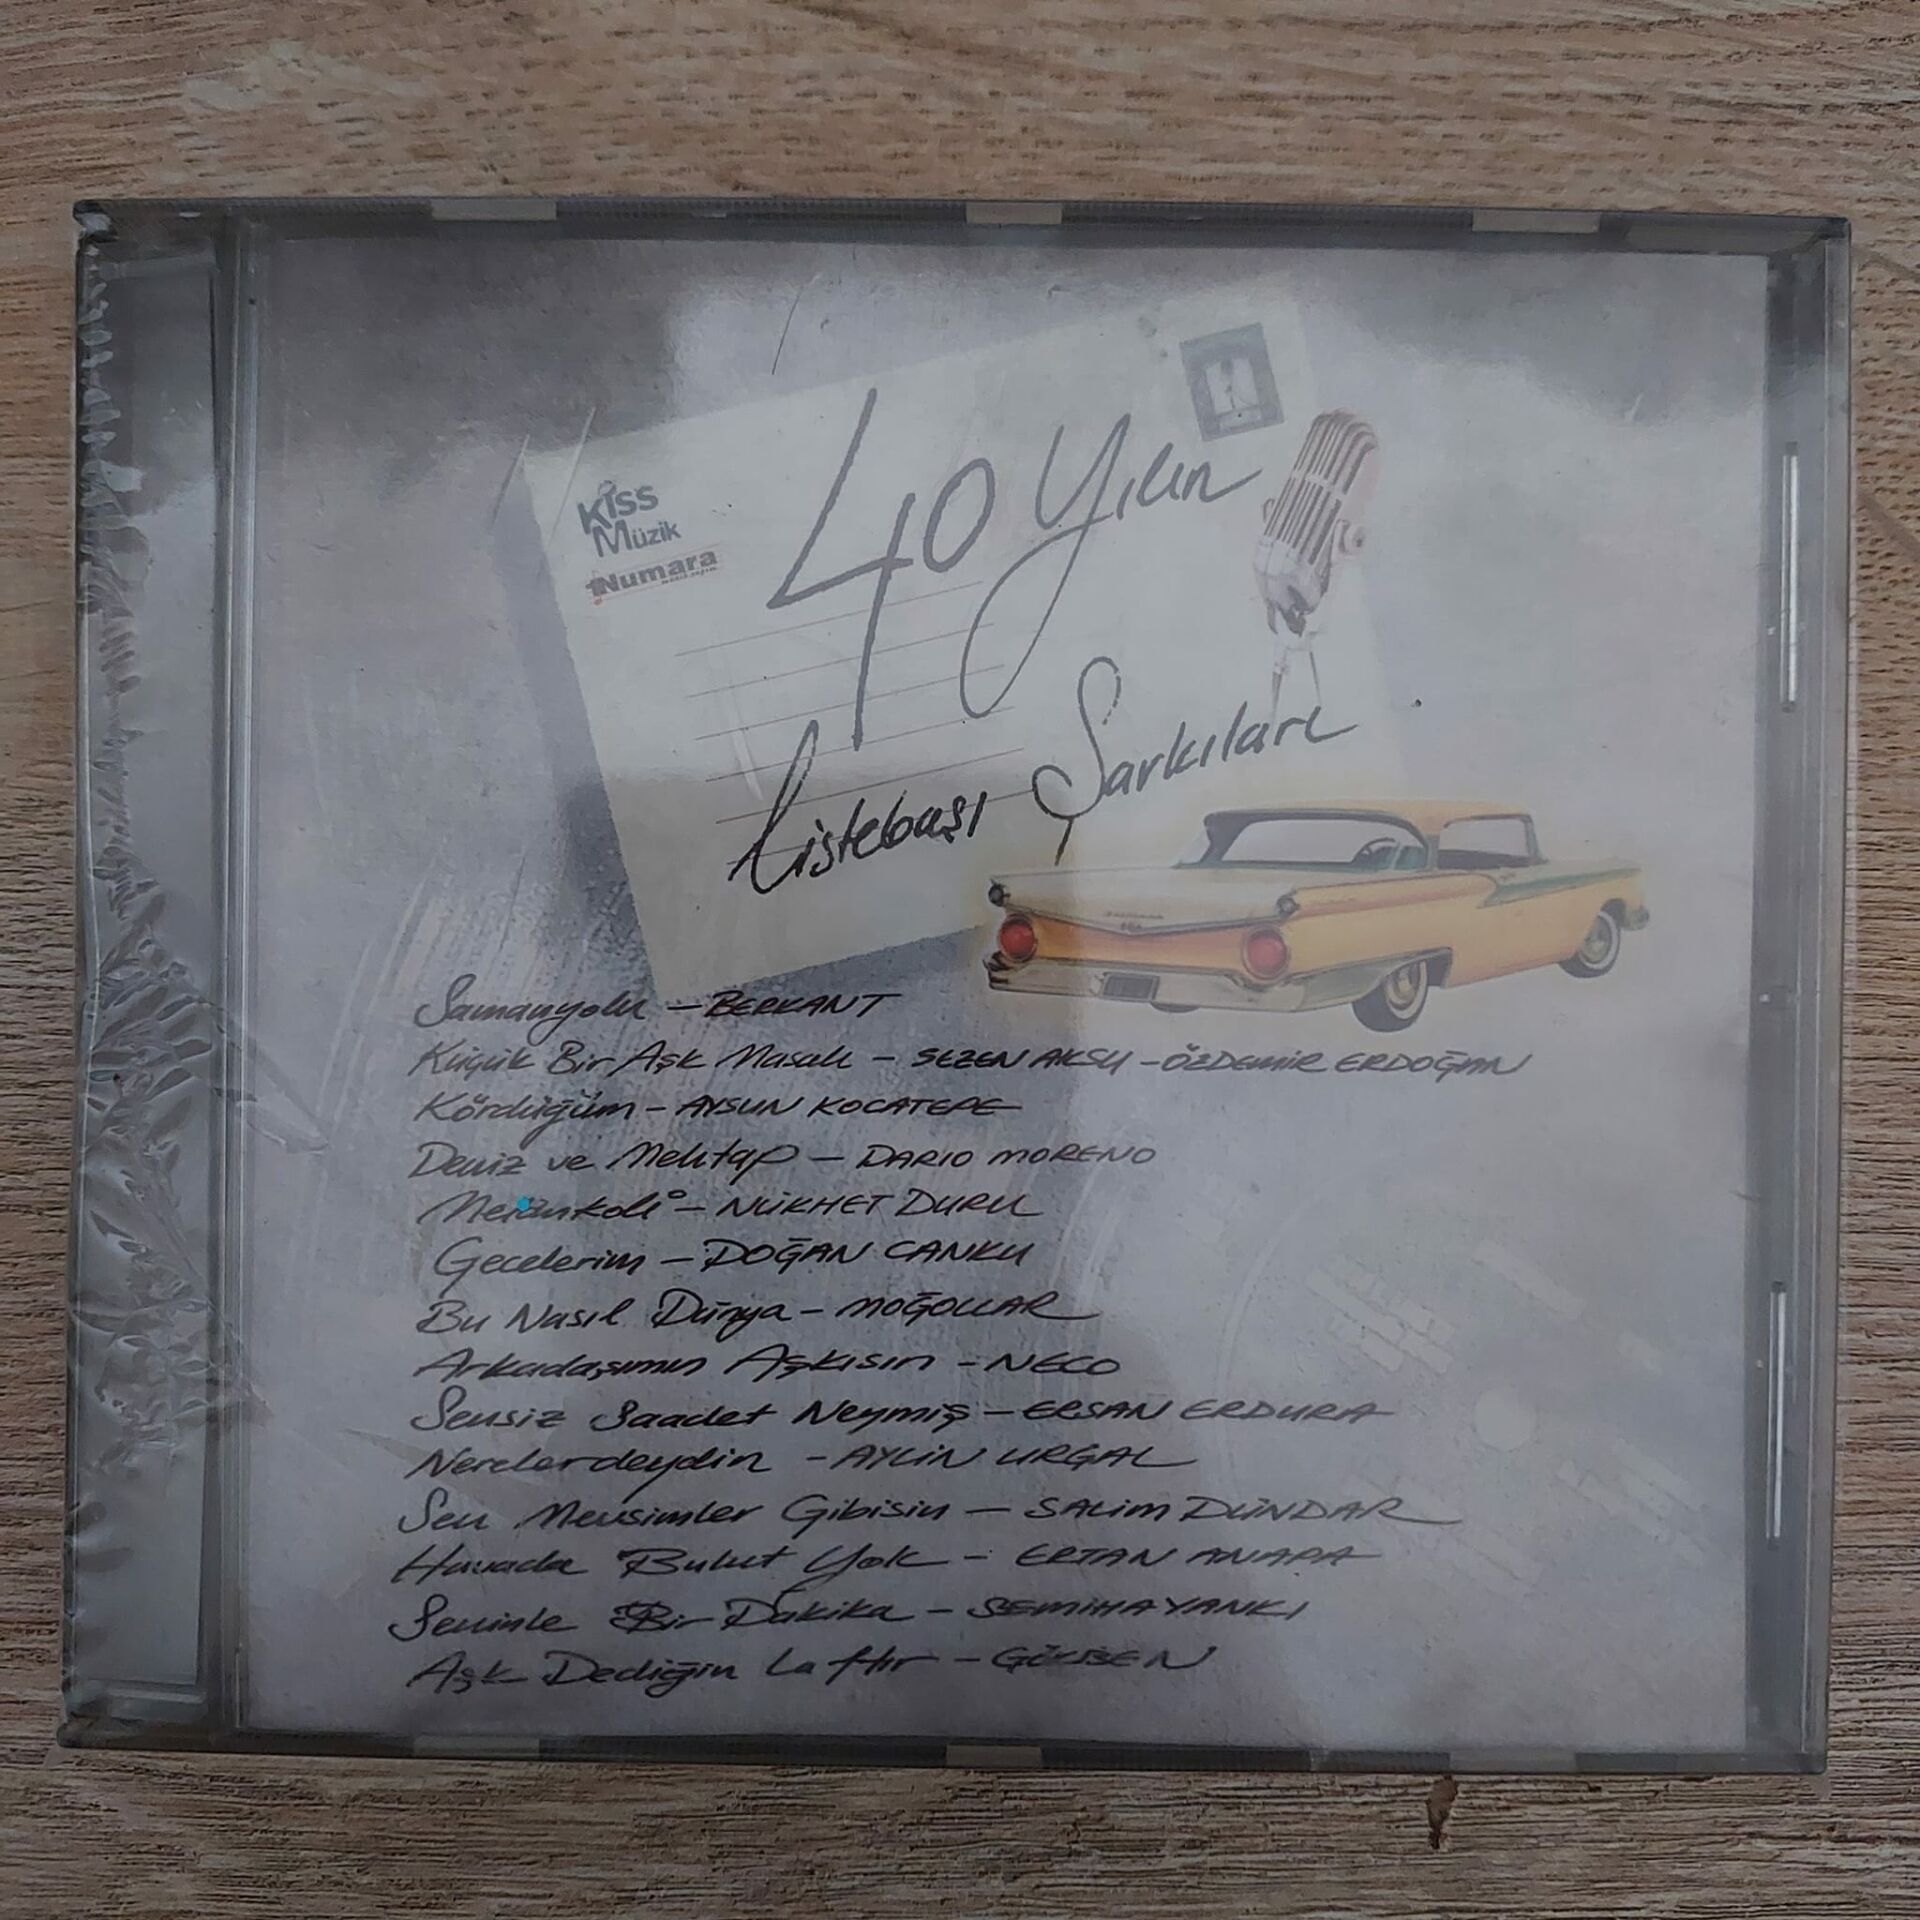 40 Yılın
Kiss
Müzik
1Numara
Listebaşı Şarkıları
Samanyolu - BERKANT
Küçük Bir Aşk Masalı - SEZEN AKSU - ÖZDEMİR ERDOĞAN
Kördüğüm - AYSUN KOCATEPE
Deniz ve Mehtap - DARIO MORENO
Melankoli - NÜKHET DURU
Gecelerim - DOĞAN CANKU
Bu Nasıl Dünya - MOĞOLLAR
Arkadaşımın Aşkısın - NECO
Sensiz Saadet Neymiş - ERSAN ERDURA
Nerelerdeydin - AYLİN URGAL
Sen Mevsimler Gibisin - SALİM DÜNDAR
Havada Bulut Yok - ERTAN ANAPA
Seninle Bir Dakika - SEMİHA YANKI
Aşk Dediğin Laftır - GÖKBEN